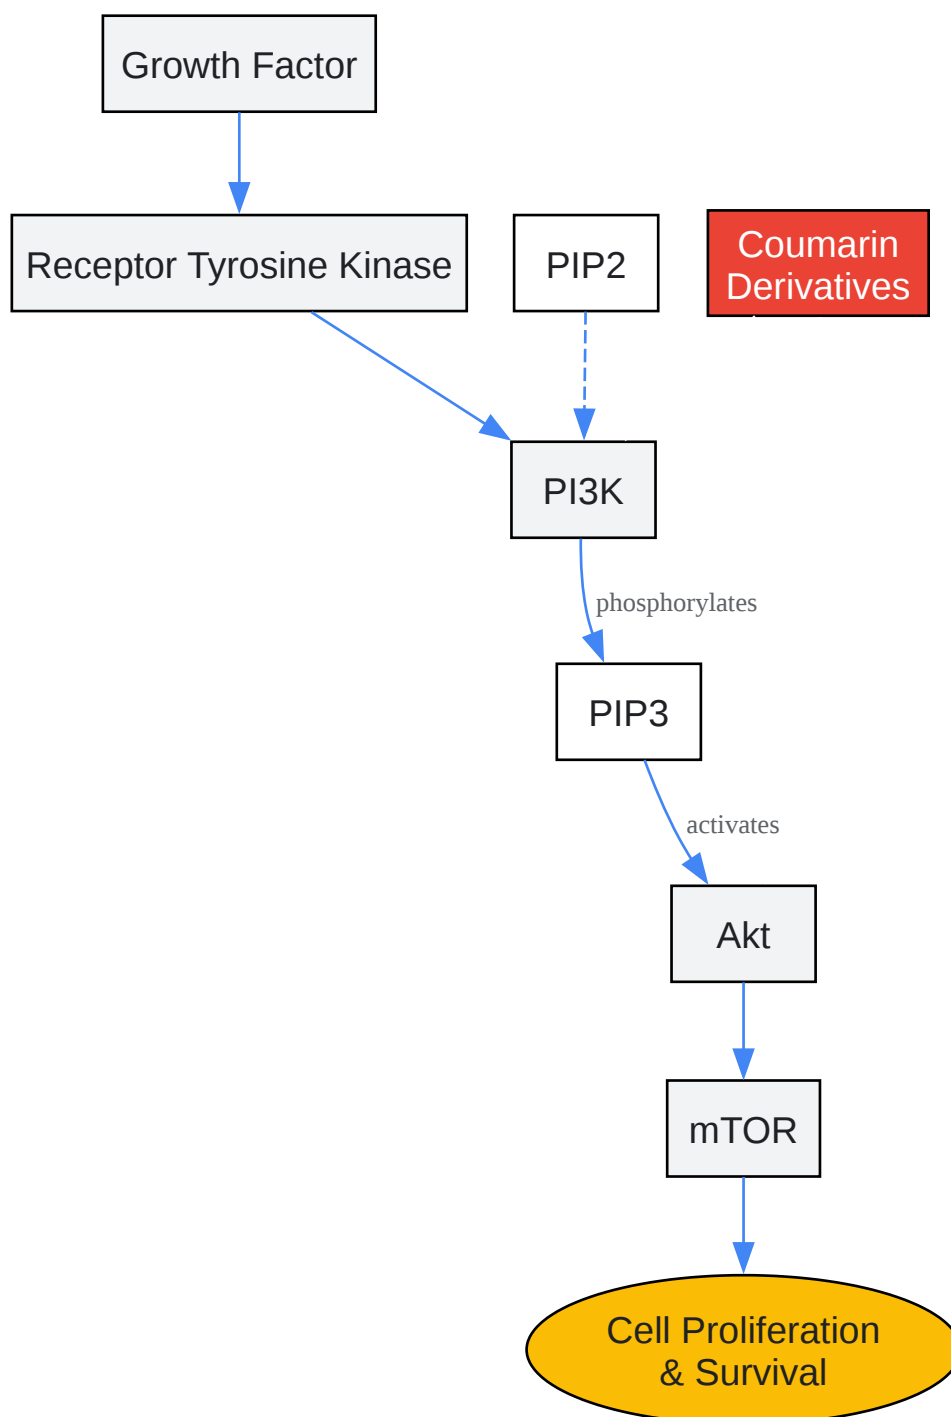 Growth Factor
Receptor Tyrosine Kinase
PIP2
Coumarin
Derivatives
PI3K
phosphorylates
PIP3
activates
Akt
mTOR
Cell Proliferation
& Survival